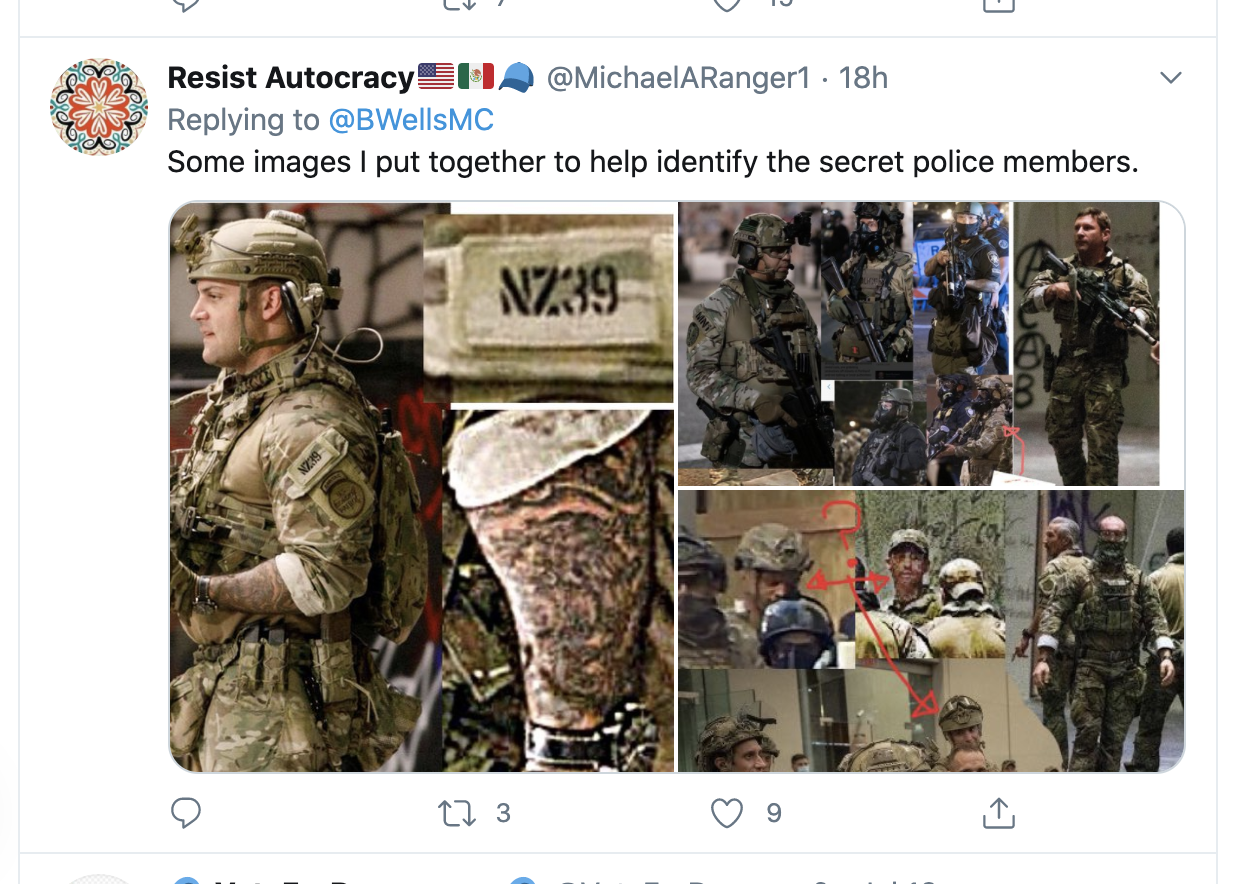 Resist Autocracy🇺🇸🇲🇽🧢 @MichaelARanger1 · 18h
Replying to @BWellsMC
Some images I put together to help identify the secret police members.
NZ39
NZ39
ARMY
A
C
A
B
3
9